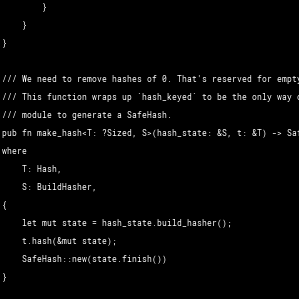 }
    }
}
/// We need to remove hashes of 0. That's reserved for empty
/// This function wraps up `hash_keyed` to be the only way
/// module to generate a SafeHash.
pub fn make_hash<T: ?Sized, S>(hash_state: &S, t: &T) ->
where
    T: Hash,
    S: BuildHasher,
{
    let mut state = hash_state.build_hasher();
    t.hash(&mut state);
    SafeHash::new(state.finish())
}